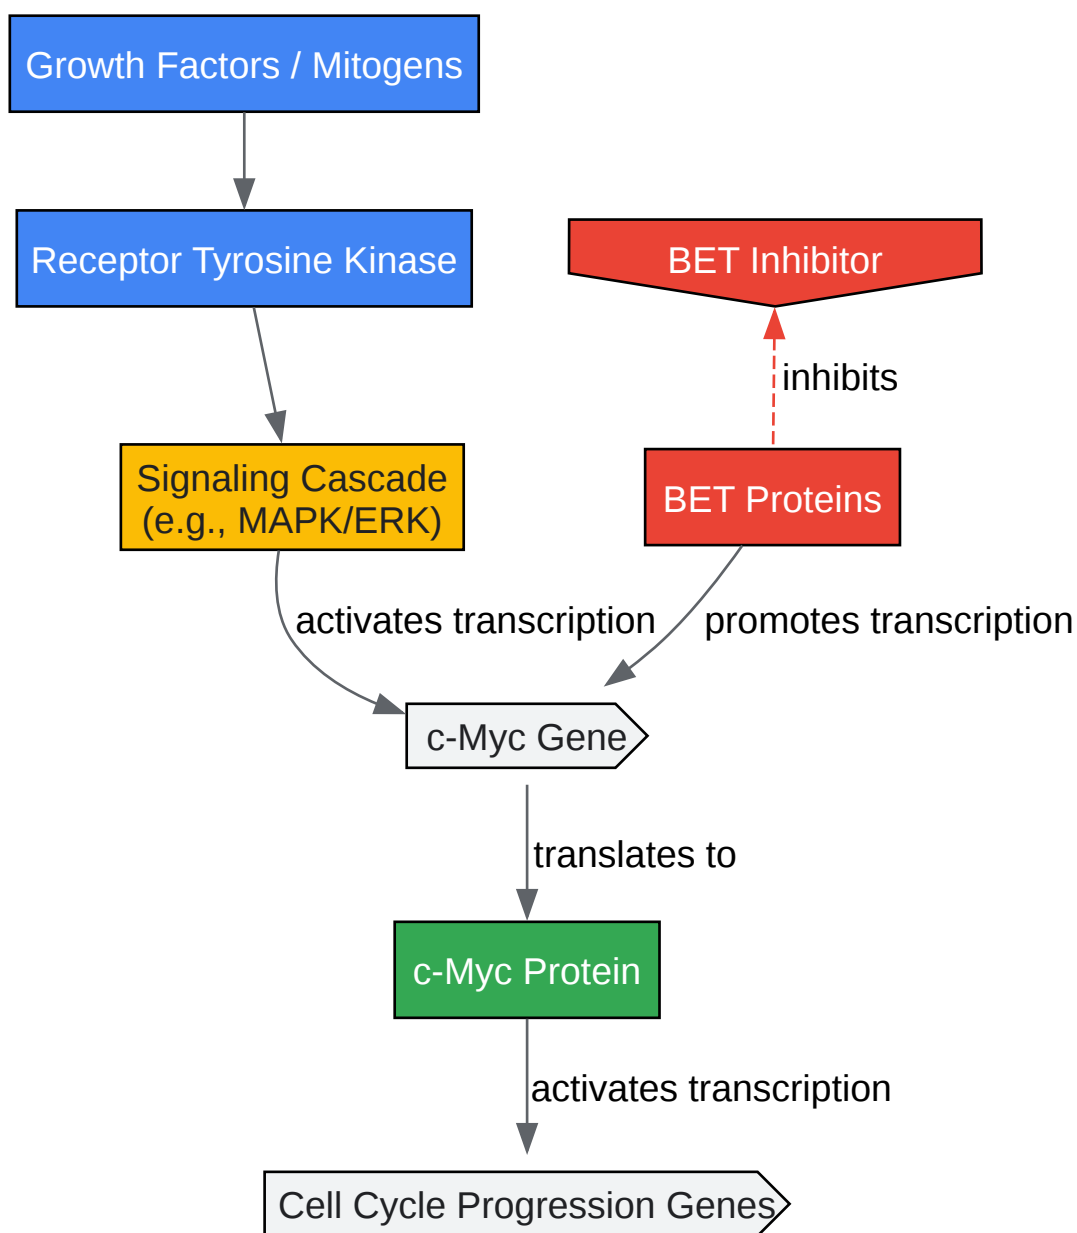 Growth Factors / Mitogens
Receptor Tyrosine Kinase
BET Inhibitor
inhibits
Signaling Cascade
(e.g., MAPK/ERK)
BET Proteins
activates transcription
promotes transcription
c-Myc Gene
translates to
c-Myc Protein
activates transcription
Cell Cycle Progression Genes